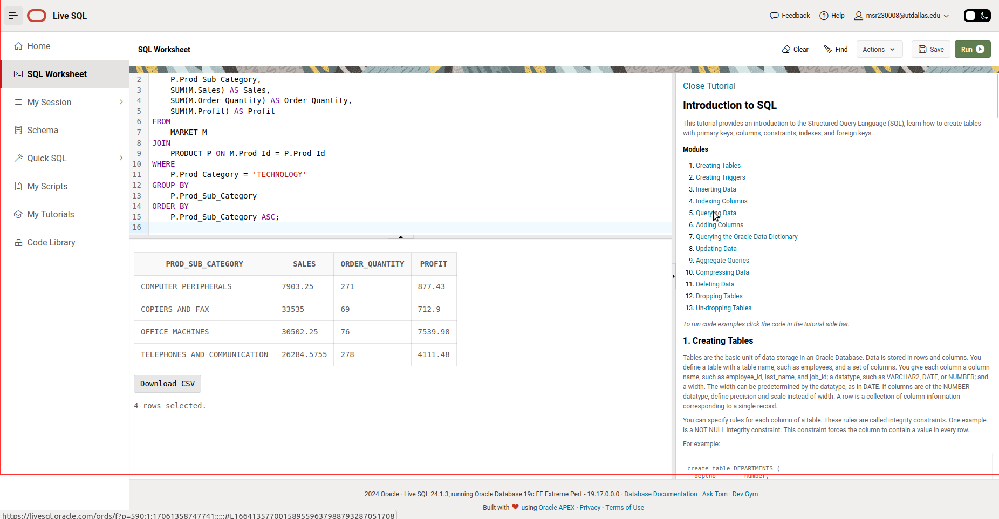 Live SQL
Feedback
Help
msr230008@utdallas.edu
Home
SQL Worksheet
My Session
Schema
Quick SQL
My Scripts
My Tutorials
Code Library
SQL Worksheet
Clear
Find
Actions
Save
Run
2 P.Prod_Sub_Category,
3 SUM(M.Sales) AS Sales,
4 SUM(M.Order_Quantity) AS Order_Quantity,
5 SUM(M.Profit) AS Profit
6 FROM
7 MARKET M
8 JOIN
9 PRODUCT P ON M.Prod_Id = P.Prod_Id
10 WHERE
11 P.Prod_Category = 'TECHNOLOGY'
12 GROUP BY
13 P.Prod_Sub_Category
14 ORDER BY
15 P.Prod_Sub_Category ASC;
16
PROD_SUB_CATEGORY SALES ORDER_QUANTITY PROFIT
COMPUTER PERIPHERALS 7903.25 271 877.43
COPIERS AND FAX 33535 69 712.9
OFFICE MACHINES 30502.25 76 7539.98
TELEPHONES AND COMMUNICATION 26284.5755 278 4111.48
Download CSV
4 rows selected.
Close Tutorial
Introduction to SQL
This tutorial provides an introduction to the Structured Query Language (SQL), learn how to create tables
with primary keys, columns, constraints, indexes, and foreign keys.
Modules
1. Creating Tables
2. Creating Triggers
3. Inserting Data
4. Indexing Columns
5. Querying Data
6. Adding Columns
7. Querying the Oracle Data Dictionary
8. Updating Data
9. Aggregate Queries
10. Compressing Data
11. Deleting Data
12. Dropping Tables
13. Un-dropping Tables
To run code examples click the code in the tutorial side bar.
1. Creating Tables
Tables are the basic unit of data storage in an Oracle Database. Data is stored in rows and columns. You
define a table with a table name, such as employees, and a set of columns. You give each column a column
name, such as employee_id, last_name, and job_id; a datatype, such as VARCHAR2, DATE, or NUMBER; and
a width. The width can be predetermined by the datatype, as in DATE. If columns are of the NUMBER
datatype, define precision and scale instead of width. A row is a collection of column information
corresponding to a single record.
You can specify rules for each column of a table. These rules are called integrity constraints. One example
is a NOT NULL integrity constraint. This constraint forces the column to contain a value in every row.
For example:
create table DEPARTMENTS (
deptno number,
2024 Oracle · Live SQL 24.1.3, running Oracle Database 19c EE Extreme Perf - 19.17.0.0.0 · Database Documentation · Ask Tom · Dev Gym
Built with ❤ using Oracle APEX · Privacy · Terms of Use
https://livesql.oracle.com/ords/f?p=590:1:17061358747741:::::#L1664135770015895596379887932870​51708